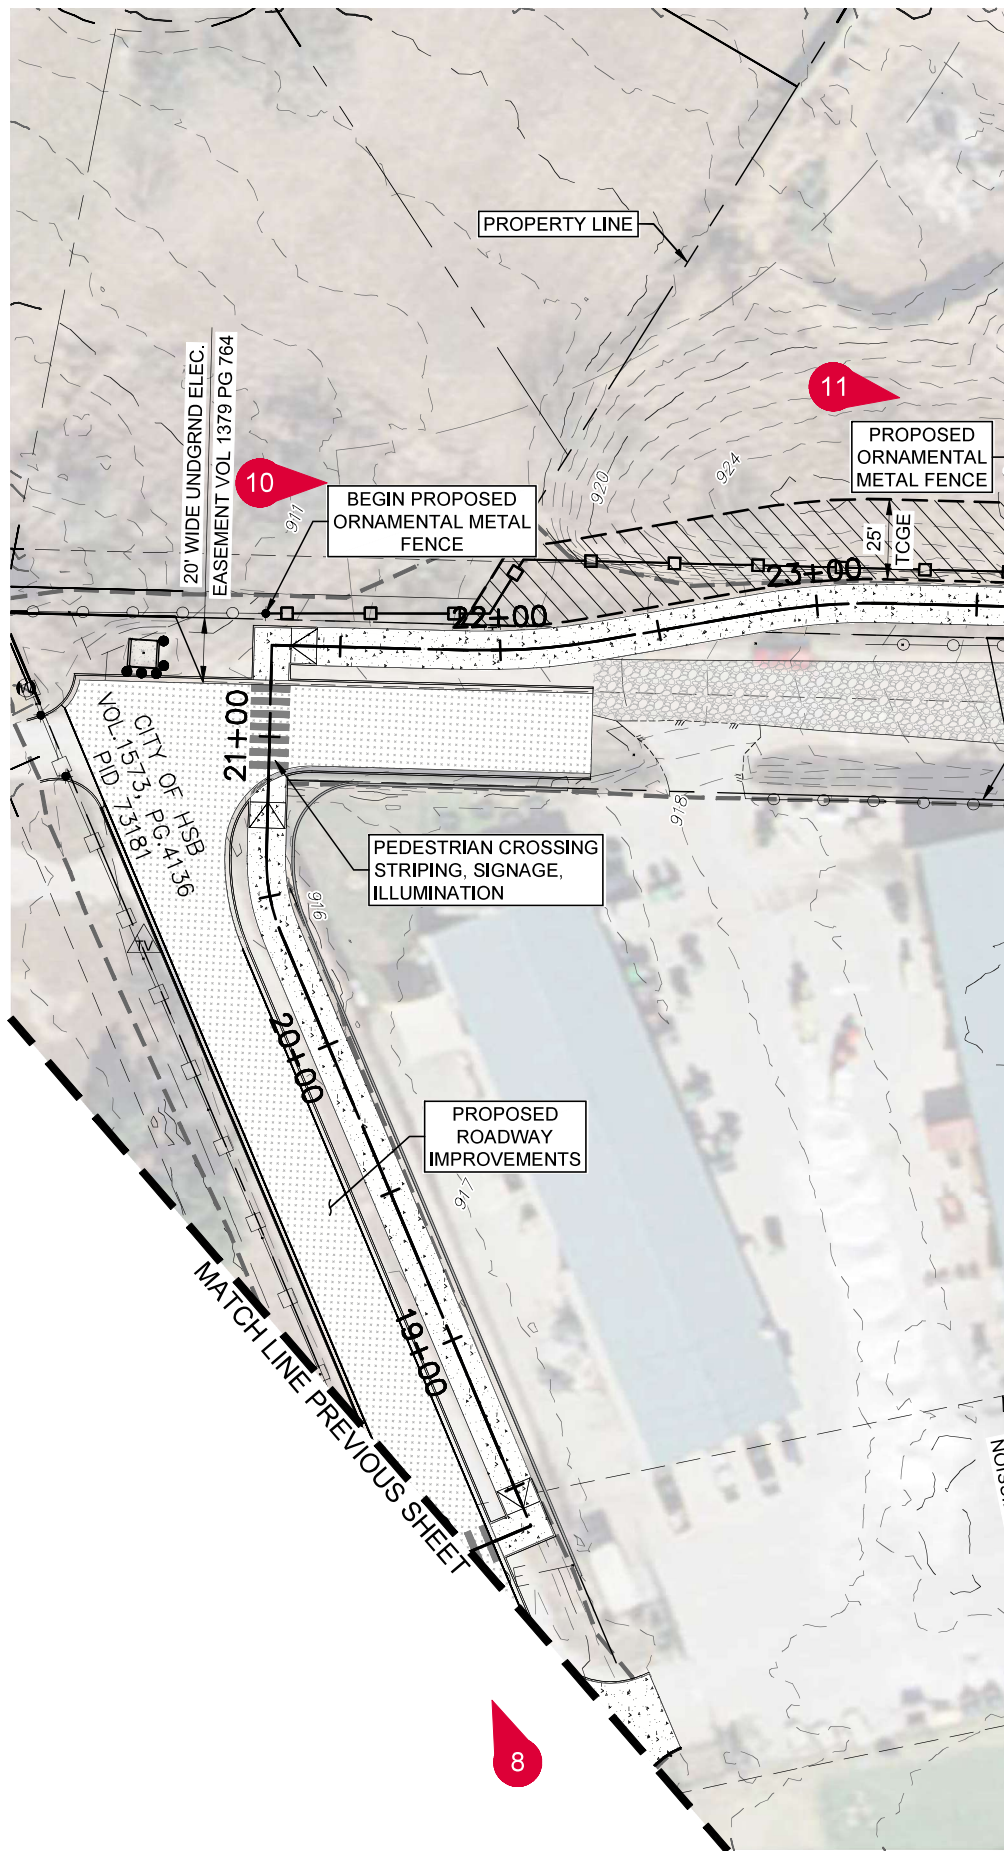 PROPERTY LINE
20' WIDE UNDGRND ELEC.
EASEMENT VOL 1379 PG 764
11
10
PROPOSED
ORNAMENTAL
METAL FENCE
BEGIN PROPOSED
ORNAMENTAL METAL
FENCE
911
920
924
25'
TCGE
23+00
22+00
21+00
CITY OF HSB
VOL.1573, PG.4136
PID 73181
918
PEDESTRIAN CROSSING
STRIPING, SIGNAGE,
ILLUMINATION
916
TV
20+00
PROPOSED
ROADWAY
IMPROVEMENTS
917
19+00
MATCH LINE PREVIOUS SHEET
8